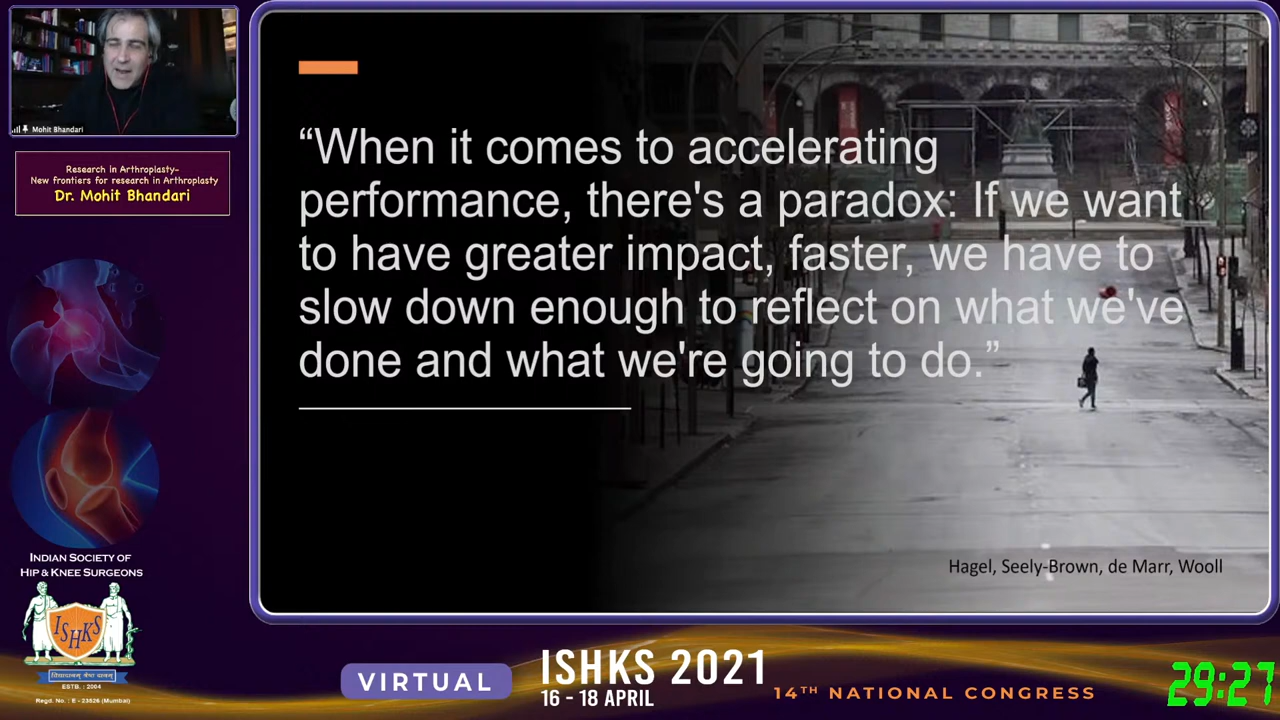 Mohit Bhandari
Research in Arthroplasty-
New frontiers for research in Arthroplasty
Dr. Mohit Bhandari
“When it comes to accelerating
performance, there's a paradox: If we want
to have greater impact, faster, we have to
slow down enough to reflect on what we've
done and what we're going to do.”
Hagel, Seely-Brown, de Marr, Wooll
INDIAN SOCIETY OF
HIP & KNEE SURGEONS
ISHKS
ESTB. : 2004
Regd. No. : E - 23526 (Mumbai)
VIRTUAL
ISHKS 2021
16 - 18 APRIL
14TH NATIONAL CONGRESS
29:27